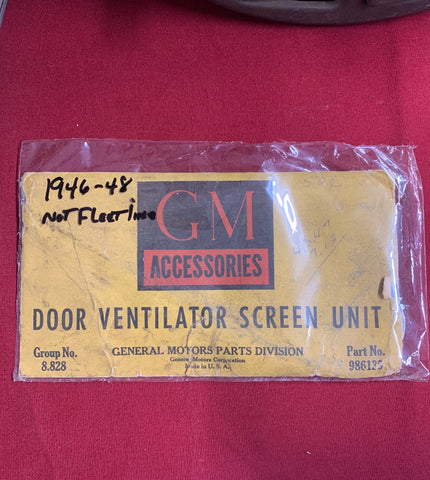 1946-48
NOT FLEETline
GM
ACCESSORIES
DOOR VENTILATOR SCREEN UNIT
Group No.
8.828
GENERAL MOTORS PARTS DIVISION
General Motors Corporation
Made in U. S. A.
Part No.
986135